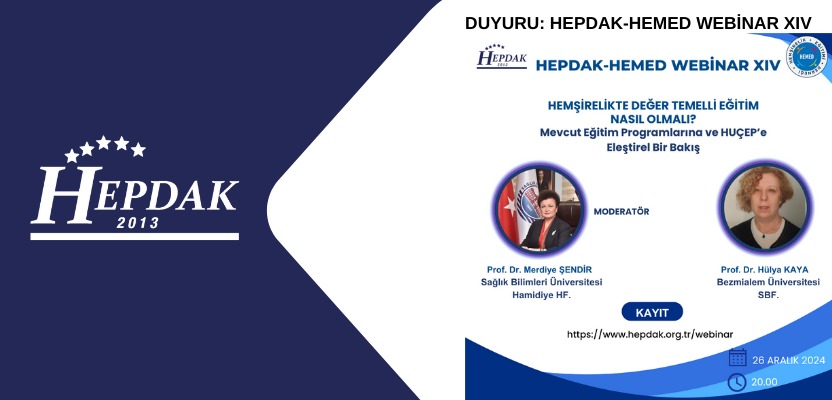 HEPDAK
2013
DUYURU: HEPDAK-HEMED WEBİNAR XIV
HEPDAK
2013
HEPDAK-HEMED WEBİNAR XIV
HEMED
HEMŞİRELİKTE DEĞER TEMELLİ EĞİTİM
NASIL OLMALI?
Mevcut Eğitim Programlarına ve HUÇEP’e
Eleştirel Bir Bakış
MODERATÖR
Prof. Dr. Merdiye ŞENDİR
Sağlık Bilimleri Üniversitesi
Hamidiye HF.
Prof. Dr. Hülya KAYA
Bezmialem Üniversitesi
SBF.
KAYIT
https://www.hepdak.org.tr/webinar
26 ARALIK 2024
20.00